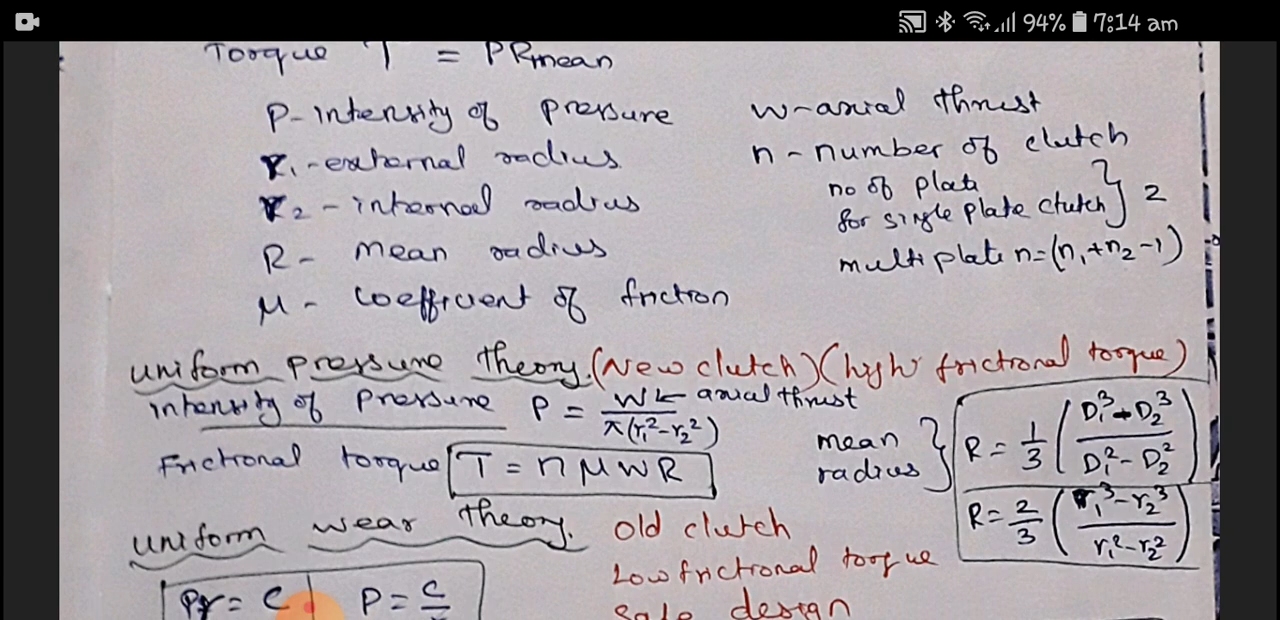 94% 7:14 am
Torque T = PRmean
P - intensity of pressure
r₁ - external radius
r₂ - internal radius
R - mean radius
μ - coefficient of friction
w - axial thrust
n - number of clutch
no of plate
for single plate clutch } 2
multiplate n=(n₁+n₂-1)
uniform pressure theory. (New clutch) (high frictional torque)
intensity of pressure P = W ← axial thrust / π(r₁²-r₂²)
Frictional torque T = nμWR
mean radius } R = 1/3 (D₁³-D₂³ / D₁²-D₂²)
R = 2/3 (r₁³-r₂³ / r₁²-r₂²)
uniform wear theory.
Old clutch
Low frictional torque
Safe design
Pr = C
P = C/